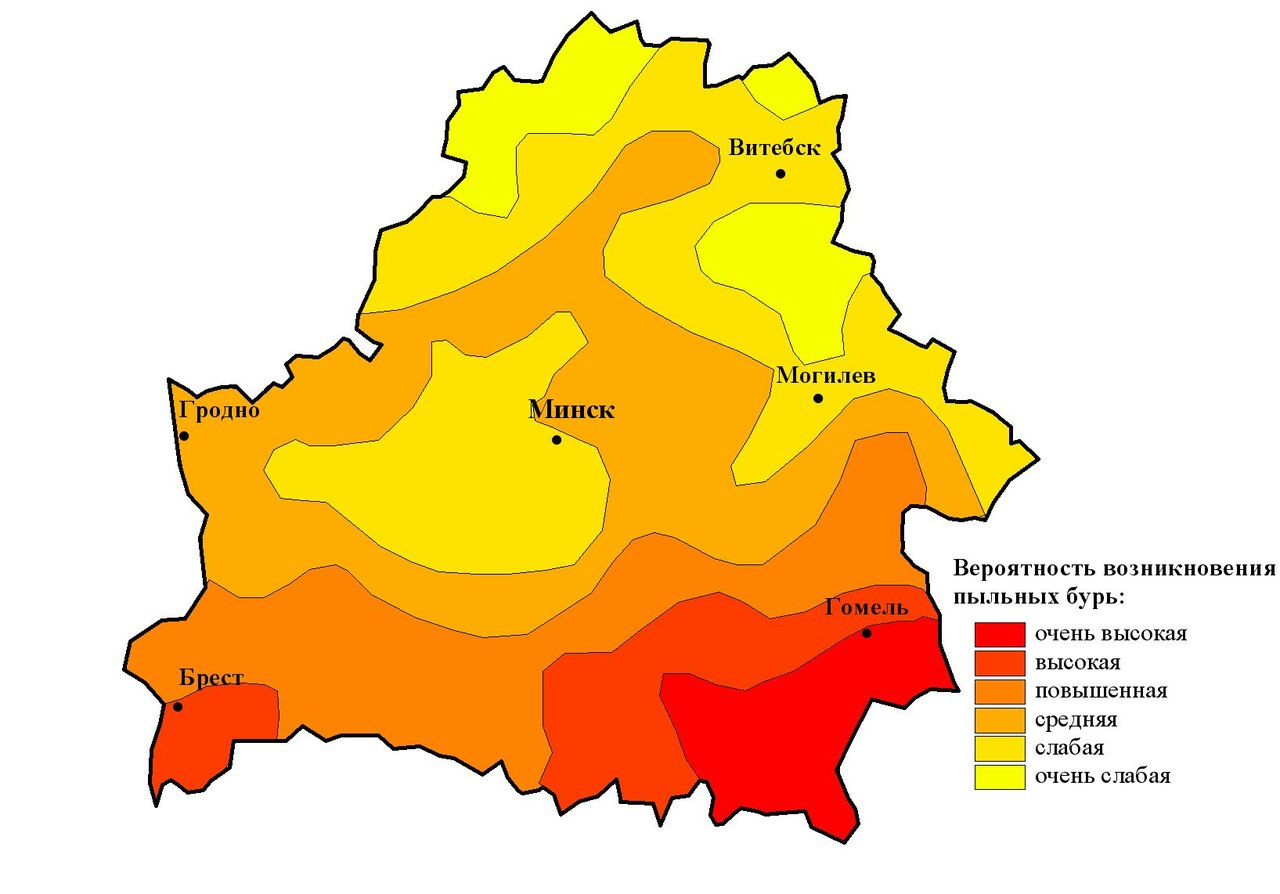 Витебск
Могилев
Гродно
Минск
Вероятность возникновения
пыльных бурь:
Гомель
очень высокая
высокая
Брест
повышенная
средняя
слабая
очень слабая